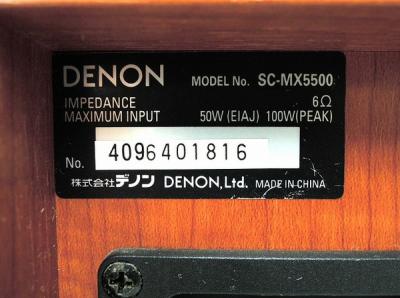 DENON MODEL No. SC-MX5500
IMPEDANCE 6Ω
MAXIMUM INPUT 50W (EIAJ) 100W(PEAK)
No. 4096401816
株式会社デノン DENON, Ltd. MADE IN CHINA